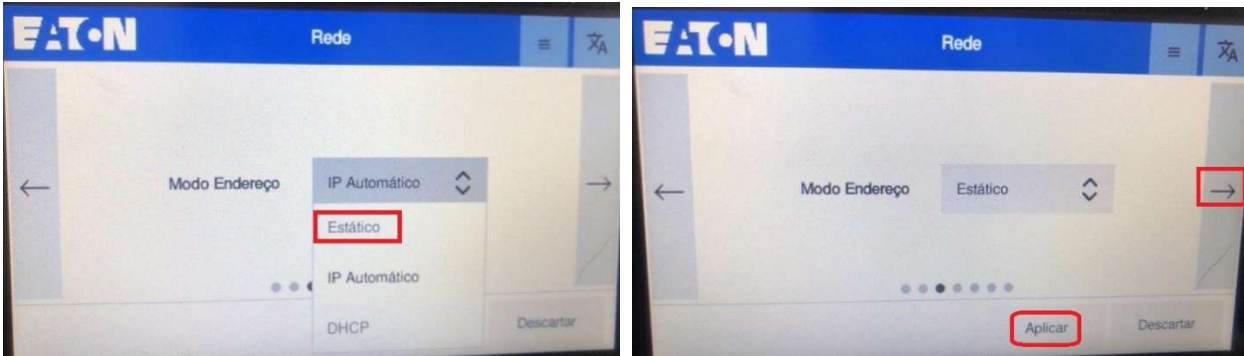 EATON
Rede
Modo Endereço
IP Automático
Estático
IP Automático
DHCP
Descartar
EATON
Rede
Modo Endereço
Estático
Aplicar
Descartar